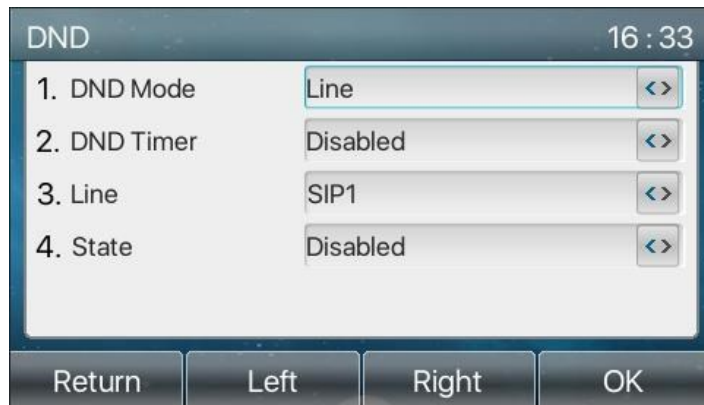 DND 16:33
1. DND Mode Line
2. DND Timer Disabled
3. Line SIP1
4. State Disabled
Return Left Right OK